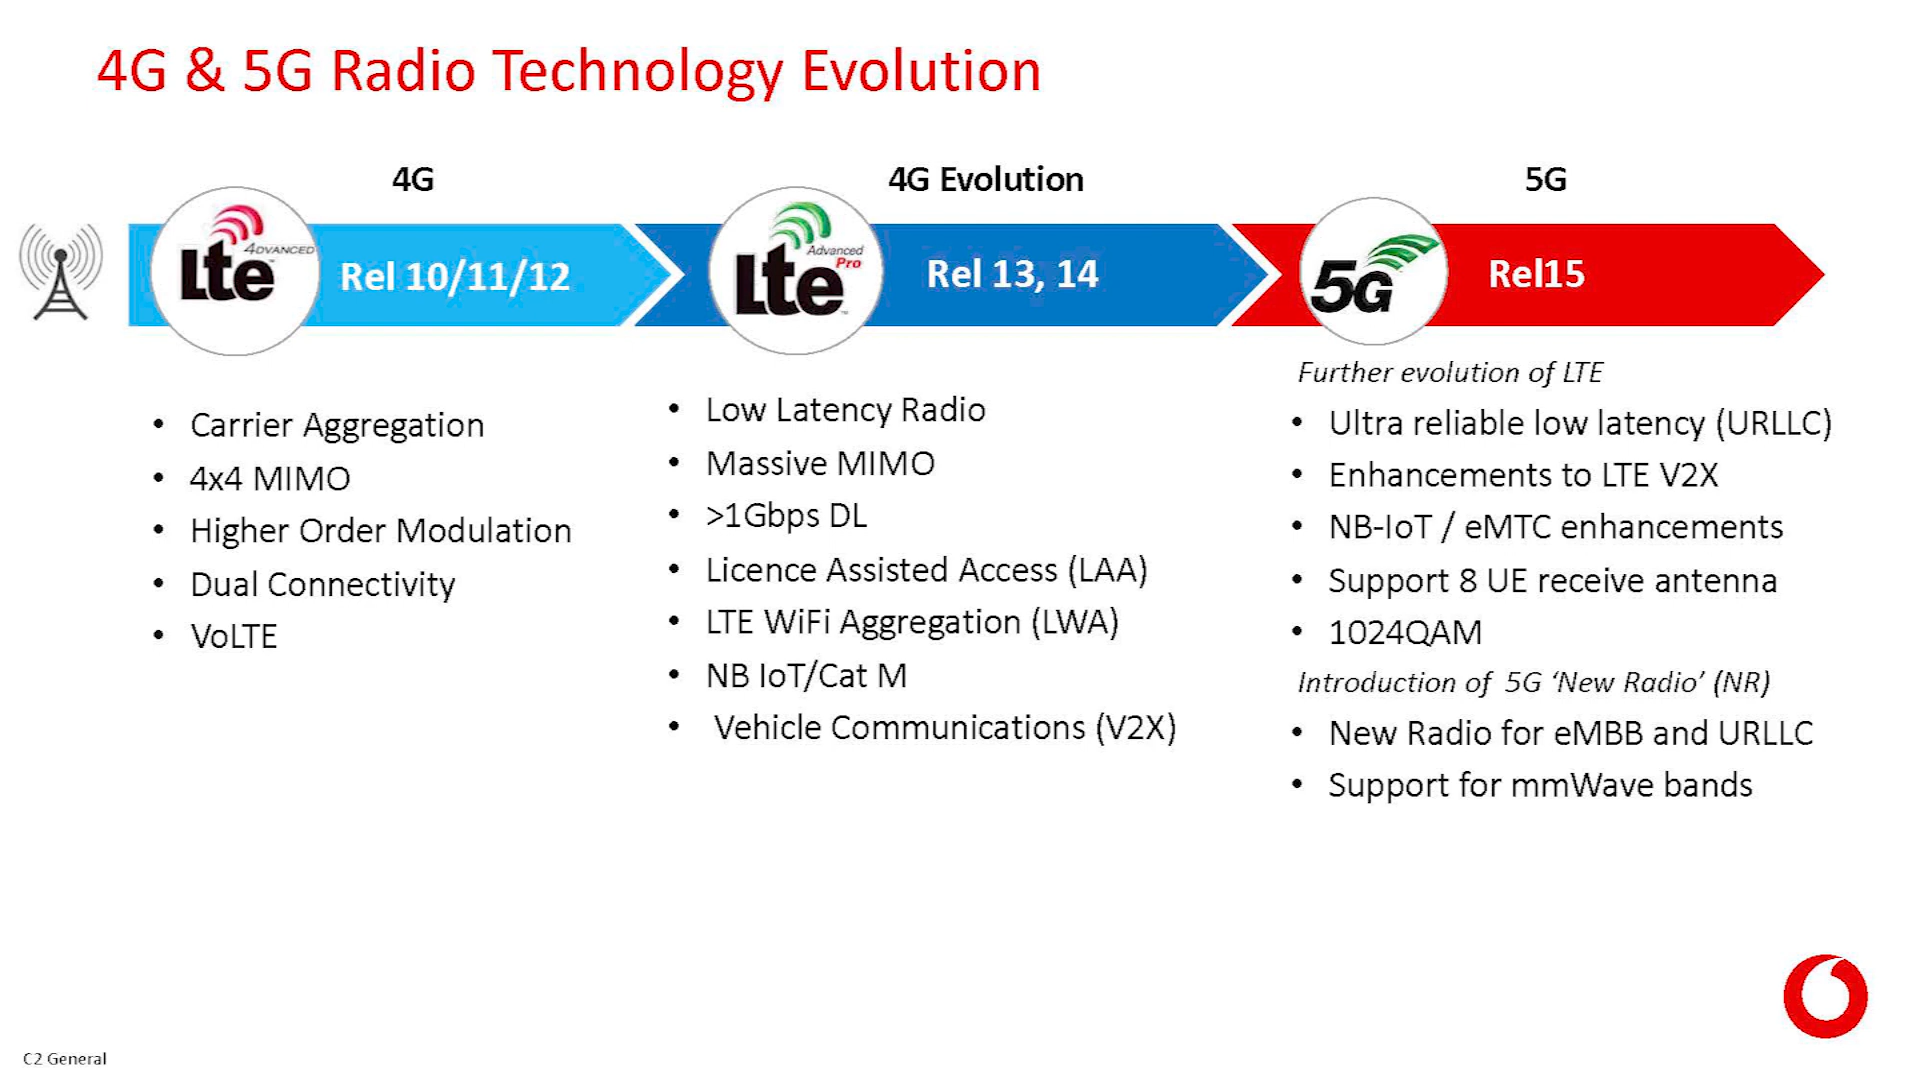 4G & 5G Radio Technology Evolution
4G
4G Evolution
5G
Lte 4DVANCED
Rel 10/11/12
Lte Advanced Pro
Rel 13, 14
5G
Rel15
• Carrier Aggregation
• 4x4 MIMO
• Higher Order Modulation
• Dual Connectivity
• VoLTE
• Low Latency Radio
• Massive MIMO
• >1Gbps DL
• Licence Assisted Access (LAA)
• LTE WiFi Aggregation (LWA)
• NB IoT/Cat M
• Vehicle Communications (V2X)
Further evolution of LTE
• Ultra reliable low latency (URLLC)
• Enhancements to LTE V2X
• NB-IoT / eMTC enhancements
• Support 8 UE receive antenna
• 1024QAM
Introduction of 5G ‘New Radio’ (NR)
• New Radio for eMBB and URLLC
• Support for mmWave bands
C2 General